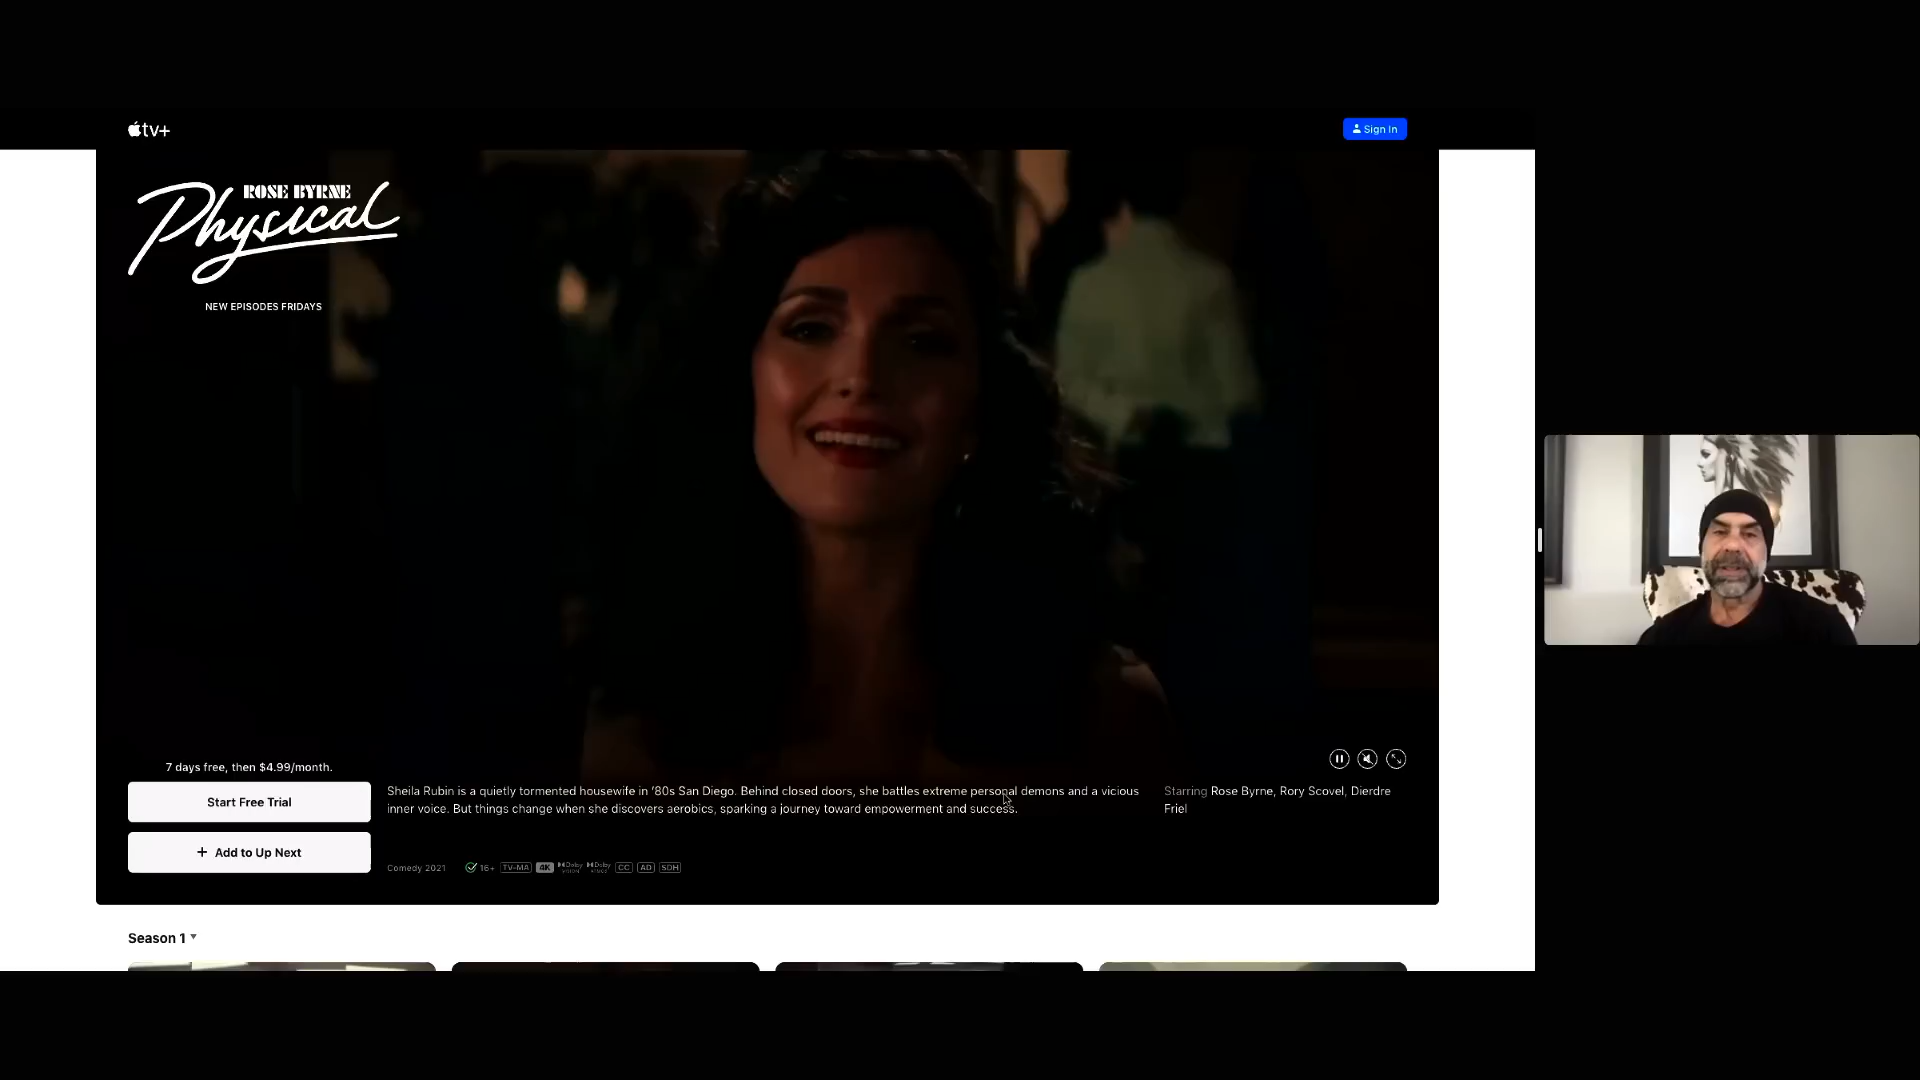 tv+
Sign In
ROSE BYRNE
Physical
NEW EPISODES FRIDAYS
7 days free, then $4.99/month.
Start Free Trial
+ Add to Up Next
Sheila Rubin is a quietly tormented housewife in '80s San Diego. Behind closed doors, she battles extreme personal demons and a vicious
inner voice. But things change when she discovers aerobics, sparking a journey toward empowerment and success.
Starring Rose Byrne, Rory Scovel, Dierdre
Friel
Comedy 2021 16+ TV-MA 4K Dolby VISION Dolby ATMOS CC AD SDH
Season 1